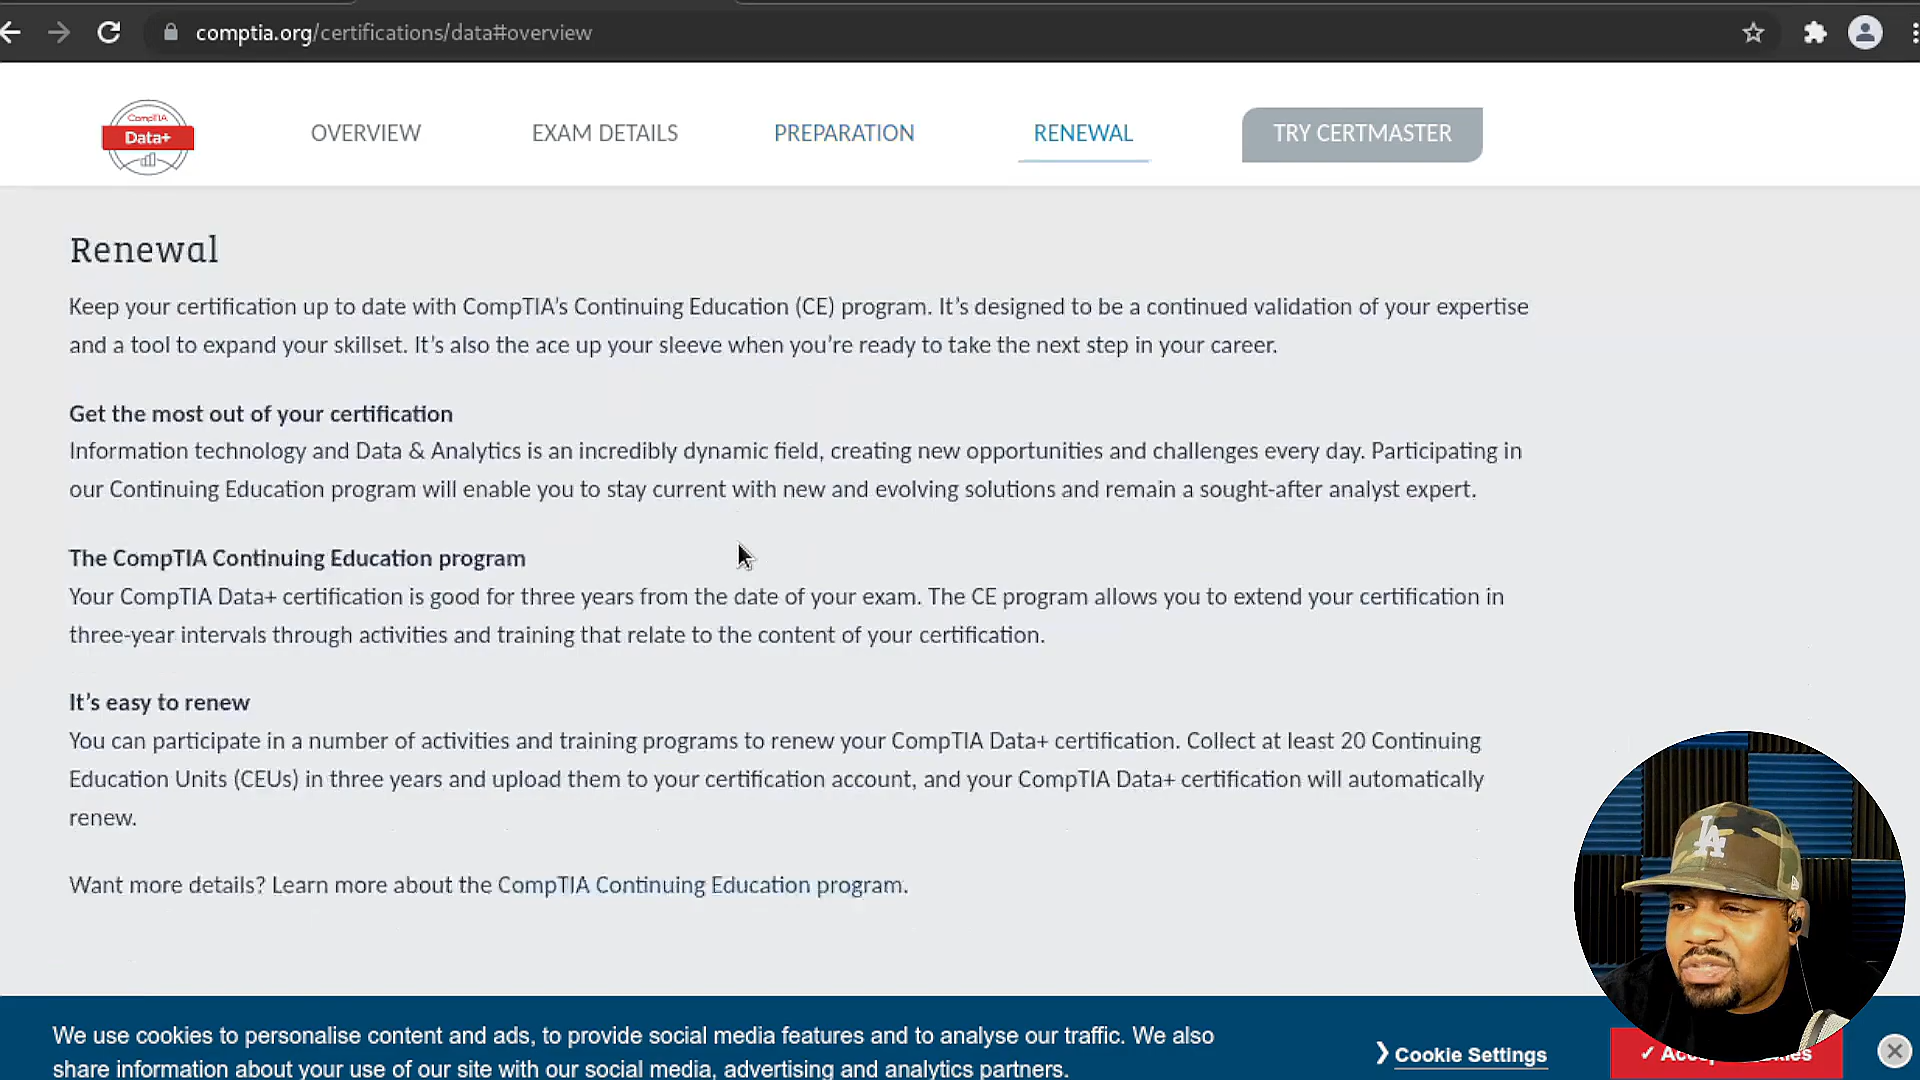 comptia.org/certifications/data#overview
CompTIA
Data+
OVERVIEW
EXAM DETAILS
PREPARATION
RENEWAL
TRY CERTMASTER
Renewal
Keep your certification up to date with CompTIA’s Continuing Education (CE) program. It’s designed to be a continued validation of your expertise
and a tool to expand your skillset. It’s also the ace up your sleeve when you’re ready to take the next step in your career.
Get the most out of your certification
Information technology and Data & Analytics is an incredibly dynamic field, creating new opportunities and challenges every day. Participating in
our Continuing Education program will enable you to stay current with new and evolving solutions and remain a sought-after analyst expert.
The CompTIA Continuing Education program
Your CompTIA Data+ certification is good for three years from the date of your exam. The CE program allows you to extend your certification in
three-year intervals through activities and training that relate to the content of your certification.
It’s easy to renew
You can participate in a number of activities and training programs to renew your CompTIA Data+ certification. Collect at least 20 Continuing
Education Units (CEUs) in three years and upload them to your certification account, and your CompTIA Data+ certification will automatically
renew.
Want more details? Learn more about the CompTIA Continuing Education program.
LA
We use cookies to personalise content and ads, to provide social media features and to analyse our traffic. We also
share information about your use of our site with our social media, advertising and analytics partners.
❯ Cookie Settings